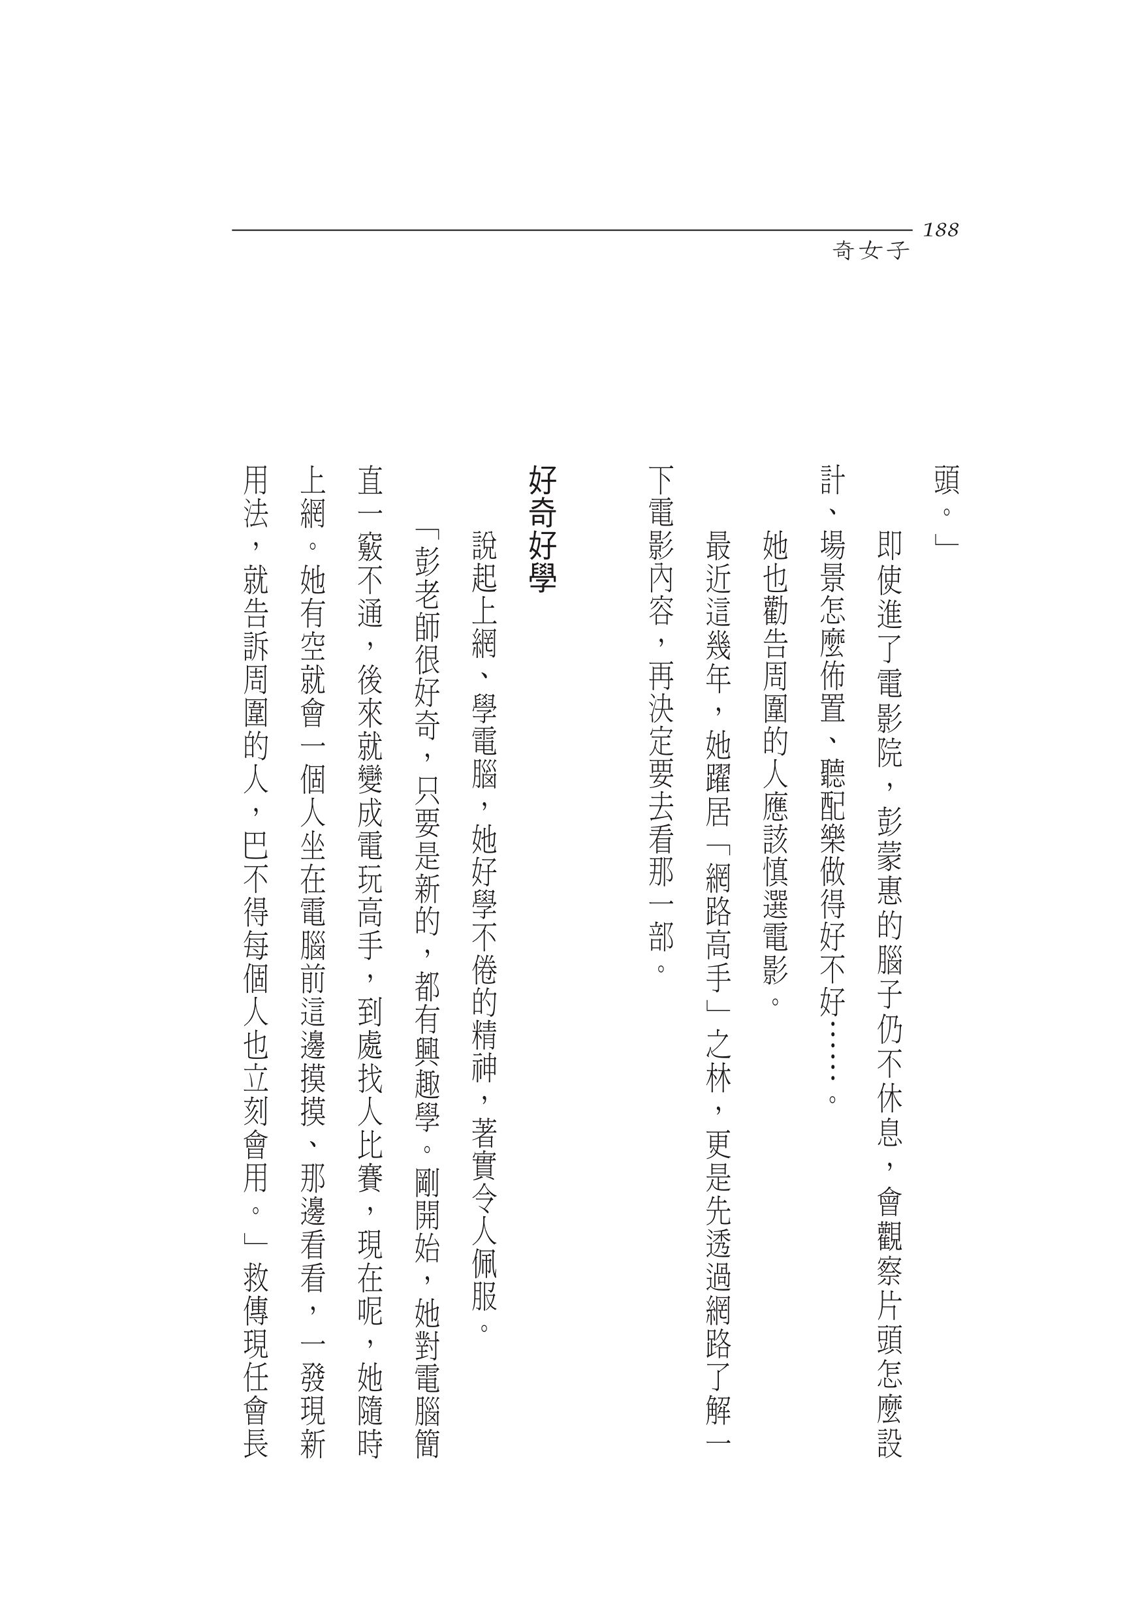 188
奇女子
頭。」
即使進了電影院，彭蒙惠的腦子仍不休息，會觀察片頭怎麼設
計、場景怎麼佈置、聽配樂做得好不好……。
她也勸告周圍的人應該慎選電影。
最近這幾年，她躍居「網路高手」之林，更是先透過網路了解一
下電影內容，再決定要去看那一部。
好奇好學
說起上網、學電腦，她好學不倦的精神，著實令人佩服。
「彭老師很好奇，只要是新的，都有興趣學。剛開始，她對電腦簡
直一竅不通，後來就變成電玩高手，到處找人比賽，現在呢，她隨時
上網。她有空就會一個人坐在電腦前這邊摸摸、那邊看看，一發現新
用法，就告訴周圍的人，巴不得每個人也立刻會用。」救傳現任會長